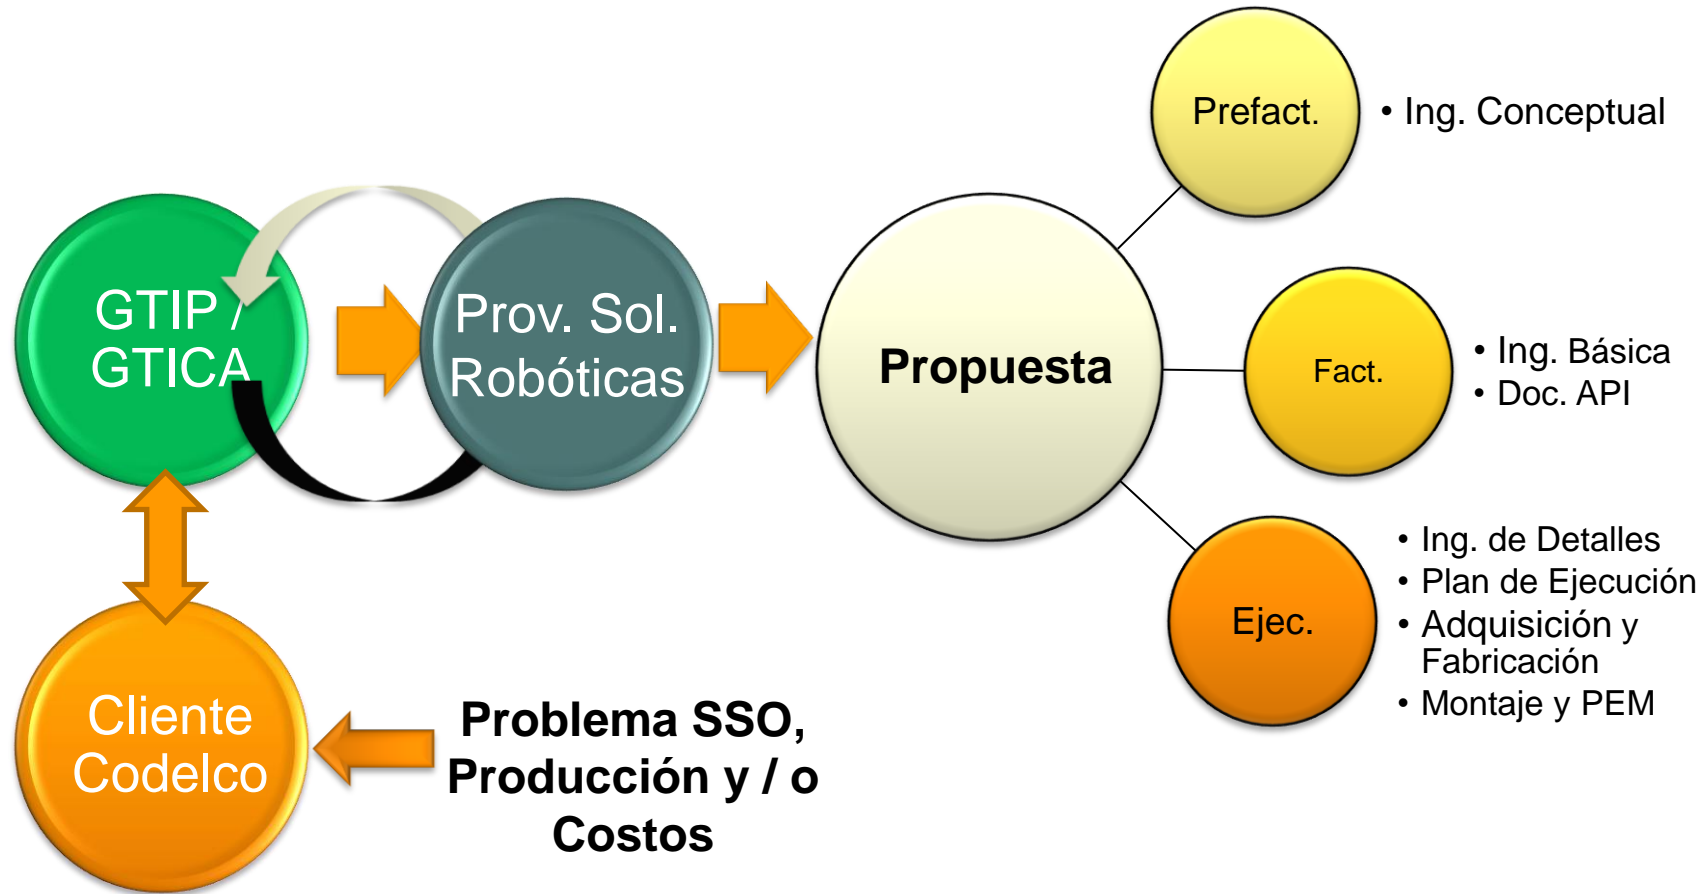 GTIP /
GTICA
Prov. Sol.
Robóticas
Cliente
Codelco
Problema SSO,
Producción y / o
Costos
Propuesta
Prefact.
• Ing. Conceptual
Fact.
• Ing. Básica
• Doc. API
Ejec.
• Ing. de Detalles
• Plan de Ejecución
• Adquisición y
Fabricación
• Montaje y PEM